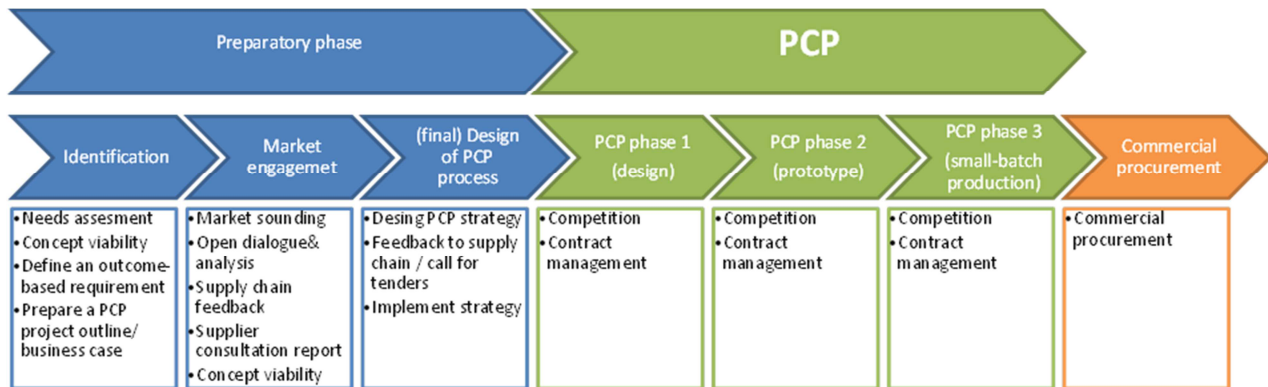 Preparatory phase
PCP
Identification
Market
engagemet
(final) Design
of PCP
process
PCP phase 1
(design)
PCP phase 2
(prototype)
PCP phase 3
(small-batch
production)
Commercial
procurement
•Needs assesment
•Concept viability
•Define an outcome-
based requirement
•Prepare a PCP
project outline/
business case
•Market sounding
•Open dialogue&
analysis
•Supply chain
feedback
•Supplier
consultation report
•Concept viability
•Desing PCP strategy
•Feedback to supply
chain / call for
tenders
•Implement strategy
•Competition
•Contract
management
•Competition
•Contract
management
•Competition
•Contract
management
•Commercial
procurement